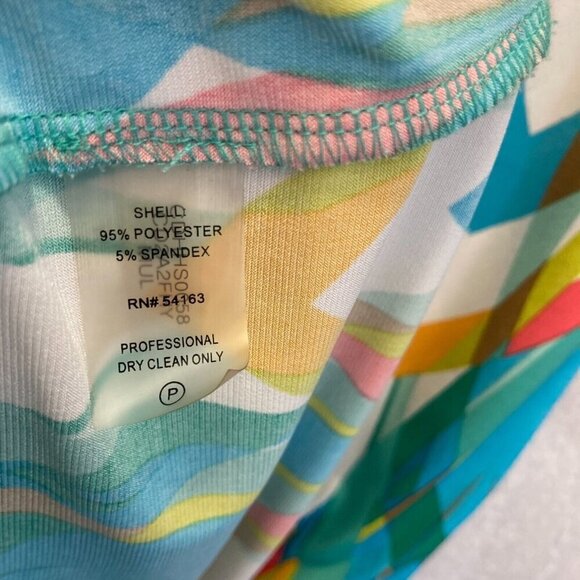 SHELL:
95% POLYESTER
5% SPANDEX
RN# 54163
PROFESSIONAL
DRY CLEAN ONLY
P